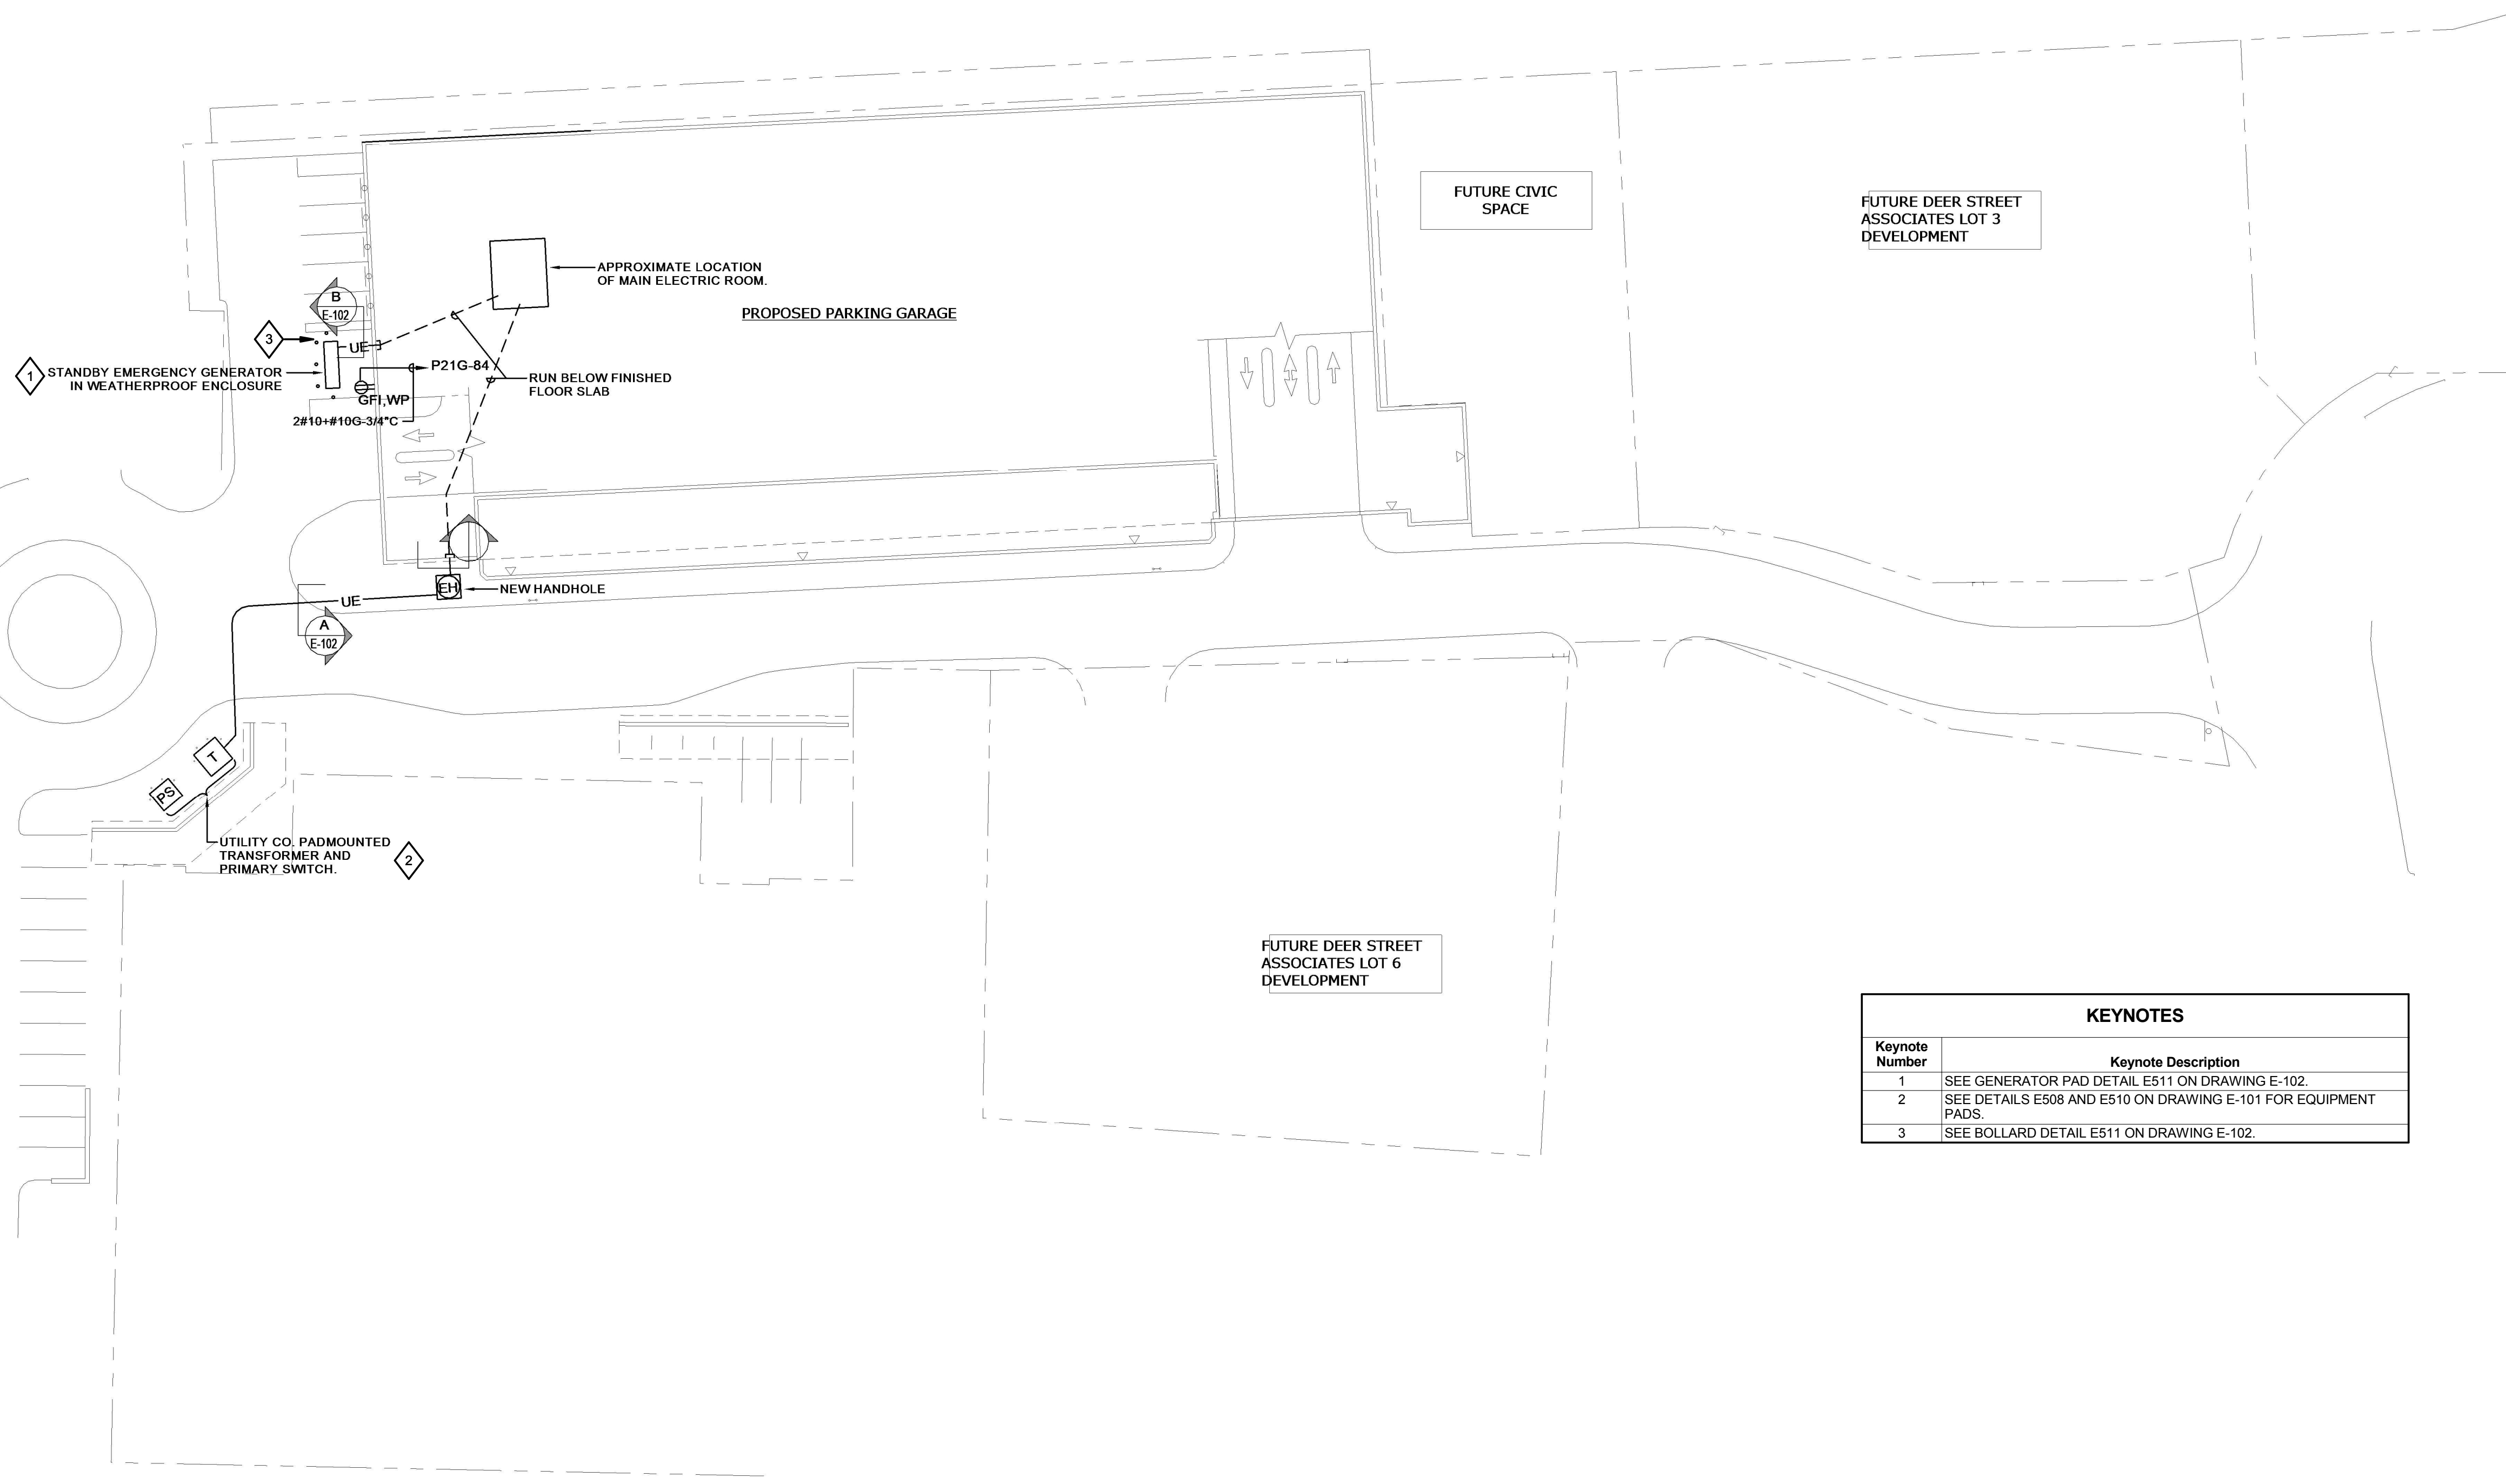 FUTURE CIVIC
SPACE
FUTURE DEER STREET
ASSOCIATES LOT 3
DEVELOPMENT
APPROXIMATE LOCATION
OF MAIN ELECTRIC ROOM.
PROPOSED PARKING GARAGE
B
E-102
3
UE
1
STANDBY EMERGENCY GENERATOR
IN WEATHERPROOF ENCLOSURE
P21G-84
RUN BELOW FINISHED
FLOOR SLAB
GFI,WP
2#10+#10G-3/4"C
EH
NEW HANDHOLE
UE
A
E-102
T
PS
UTILITY CO. PADMOUNTED
TRANSFORMER AND
PRIMARY SWITCH.
2
FUTURE DEER STREET
ASSOCIATES LOT 6
DEVELOPMENT
KEYNOTES
Keynote
Number
Keynote Description
1 SEE GENERATOR PAD DETAIL E511 ON DRAWING E-102.
2 SEE DETAILS E508 AND E510 ON DRAWING E-101 FOR EQUIPMENT
PADS.
3 SEE BOLLARD DETAIL E511 ON DRAWING E-102.